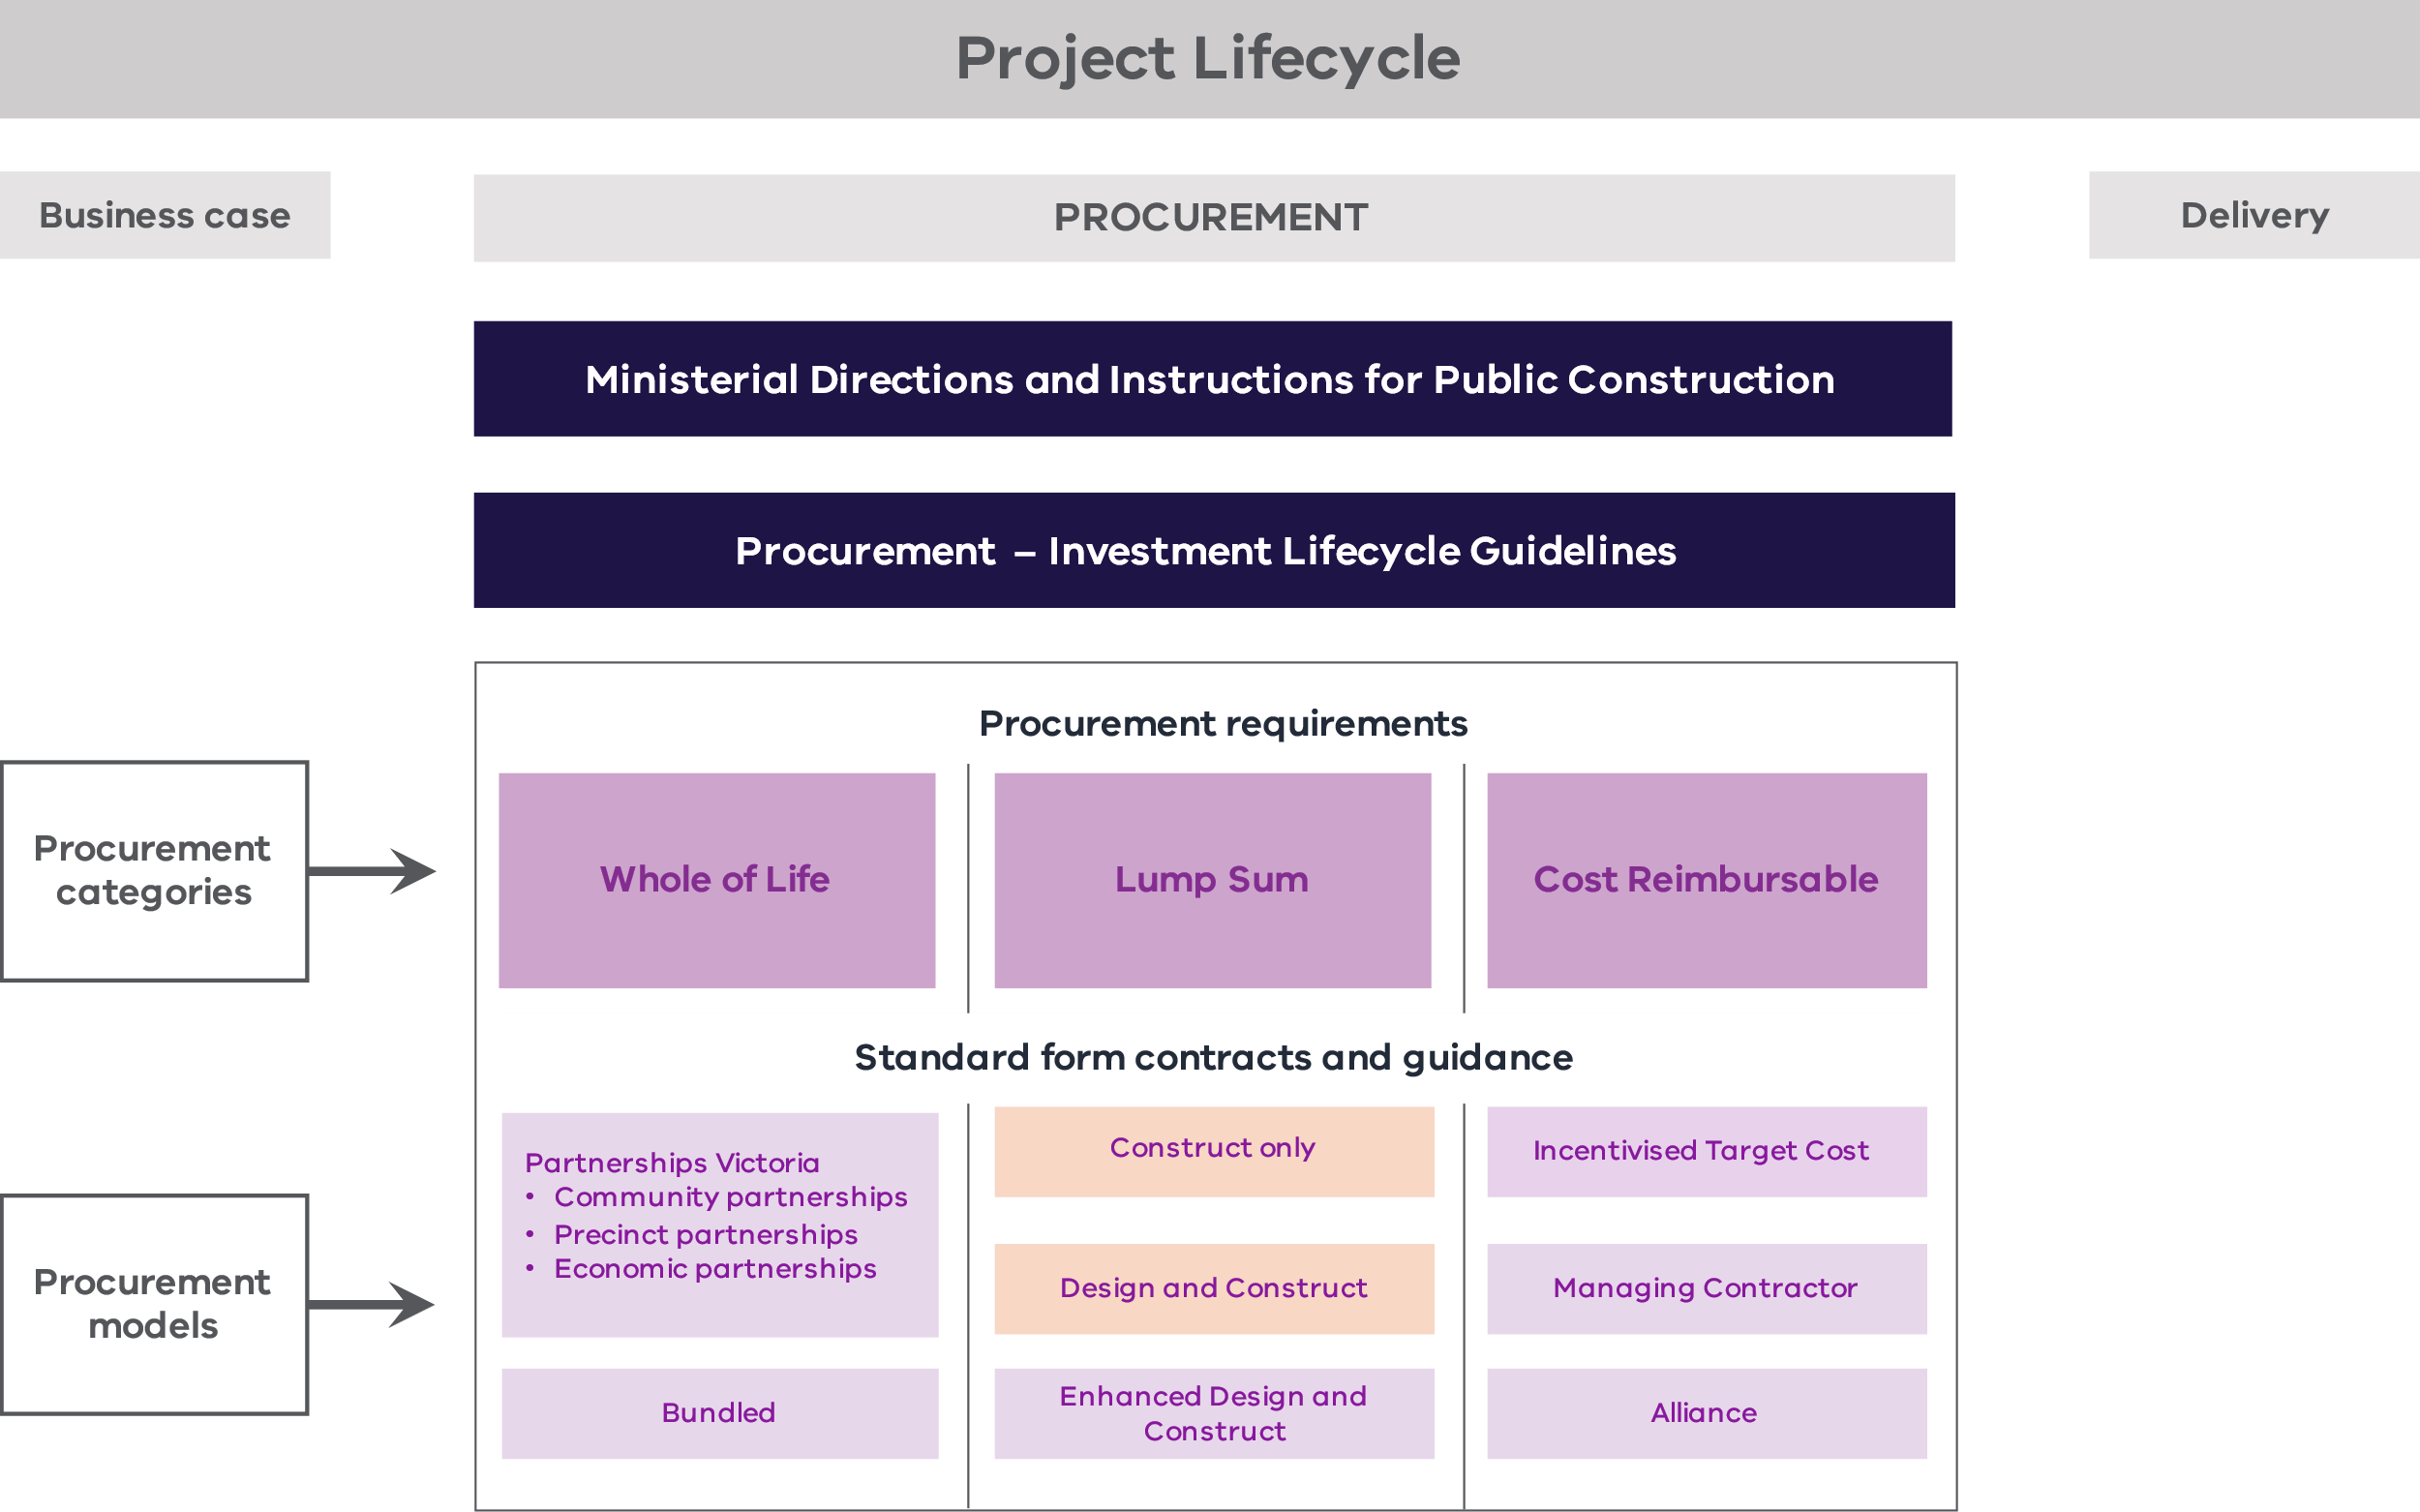 Project Lifecycle
Business case
PROCUREMENT
Delivery
Ministerial Directions and Instructions for Public Construction
Procurement – Investment Lifecycle Guidelines
Procurement requirements
Procurement
categories
Whole of Life
Lump Sum
Cost Reimbursable
Standard form contracts and guidance
Procurement
models
Partnerships Victoria
• Community partnerships
• Precinct partnerships
• Economic partnerships
Bundled
Construct only
Design and Construct
Enhanced Design and
Construct
Incentivised Target Cost
Managing Contractor
Alliance